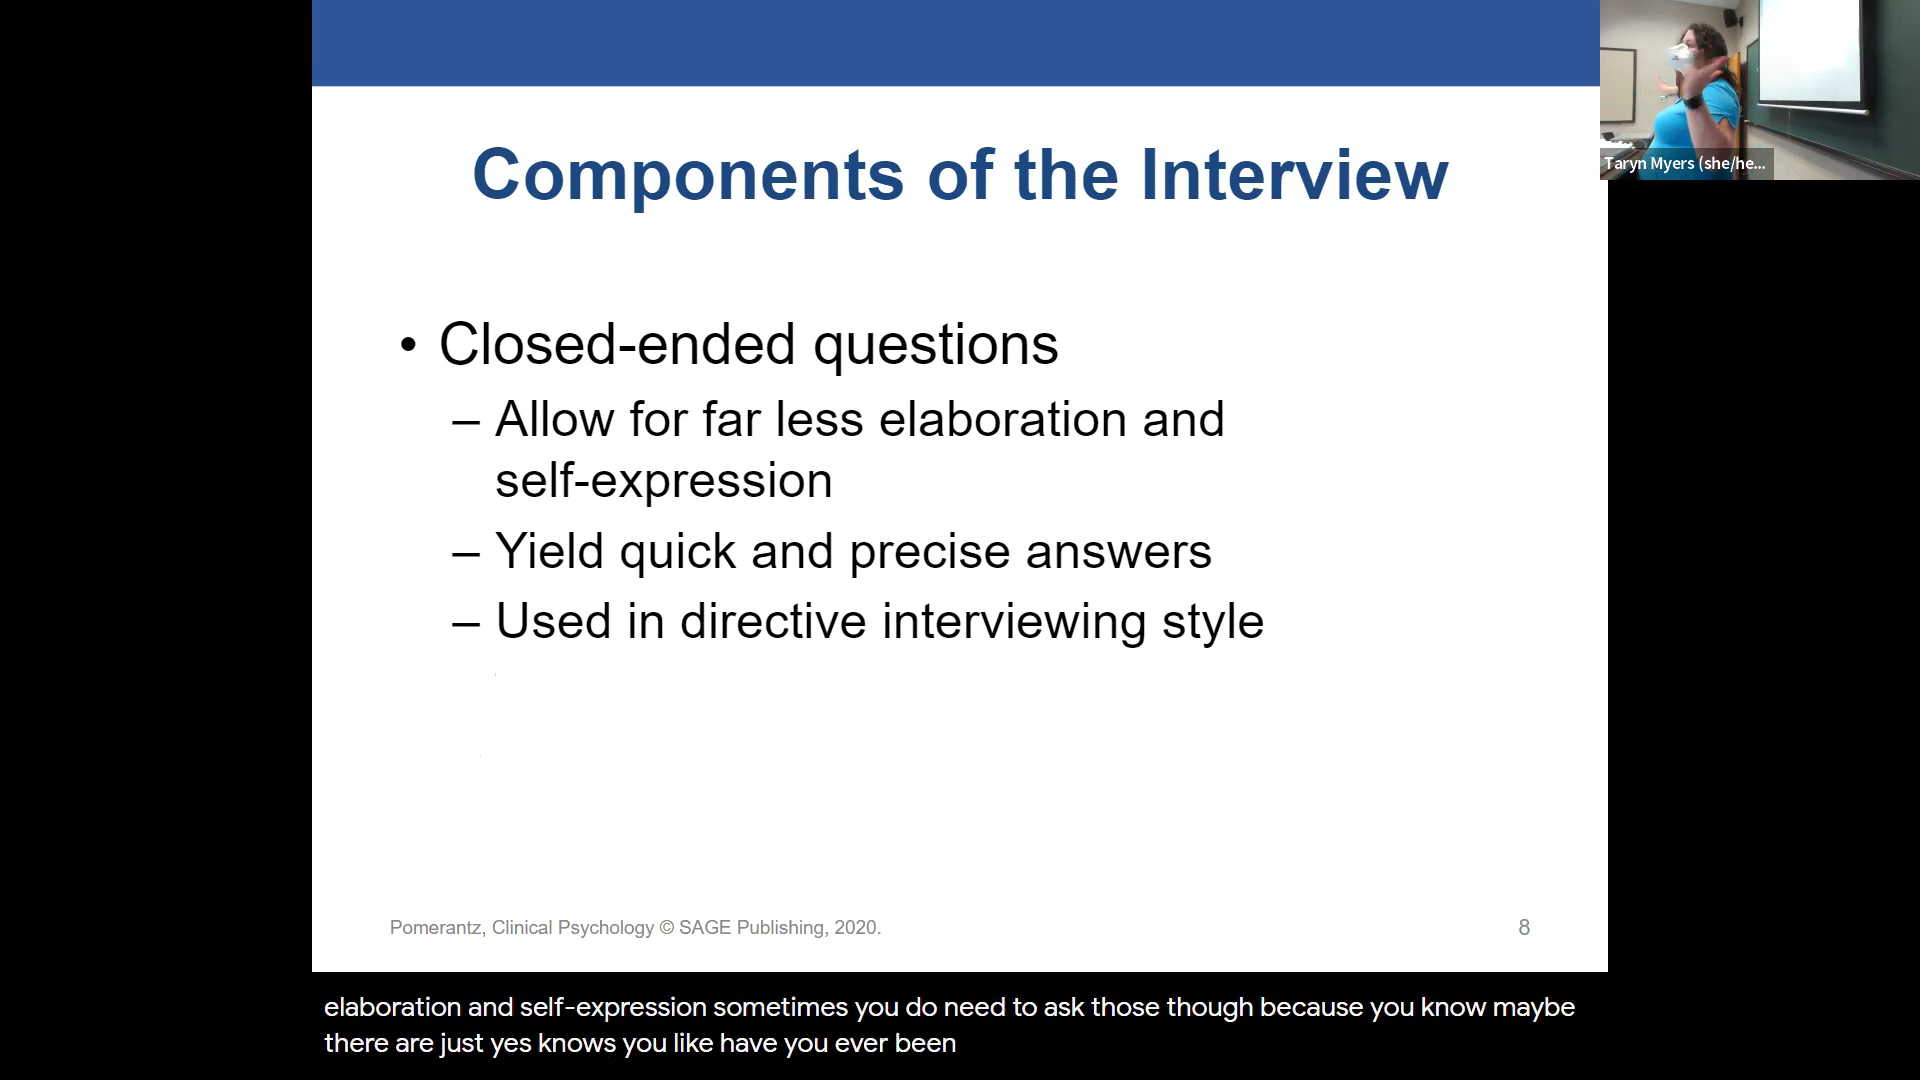 Components of the Interview
• Closed-ended questions
– Allow for far less elaboration and
self-expression
– Yield quick and precise answers
– Used in directive interviewing style
Pomerantz, Clinical Psychology © SAGE Publishing, 2020.
8
Taryn Myers (she/he...
elaboration and self-expression sometimes you do need to ask those though because you know maybe
there are just yes knows you like have you ever been